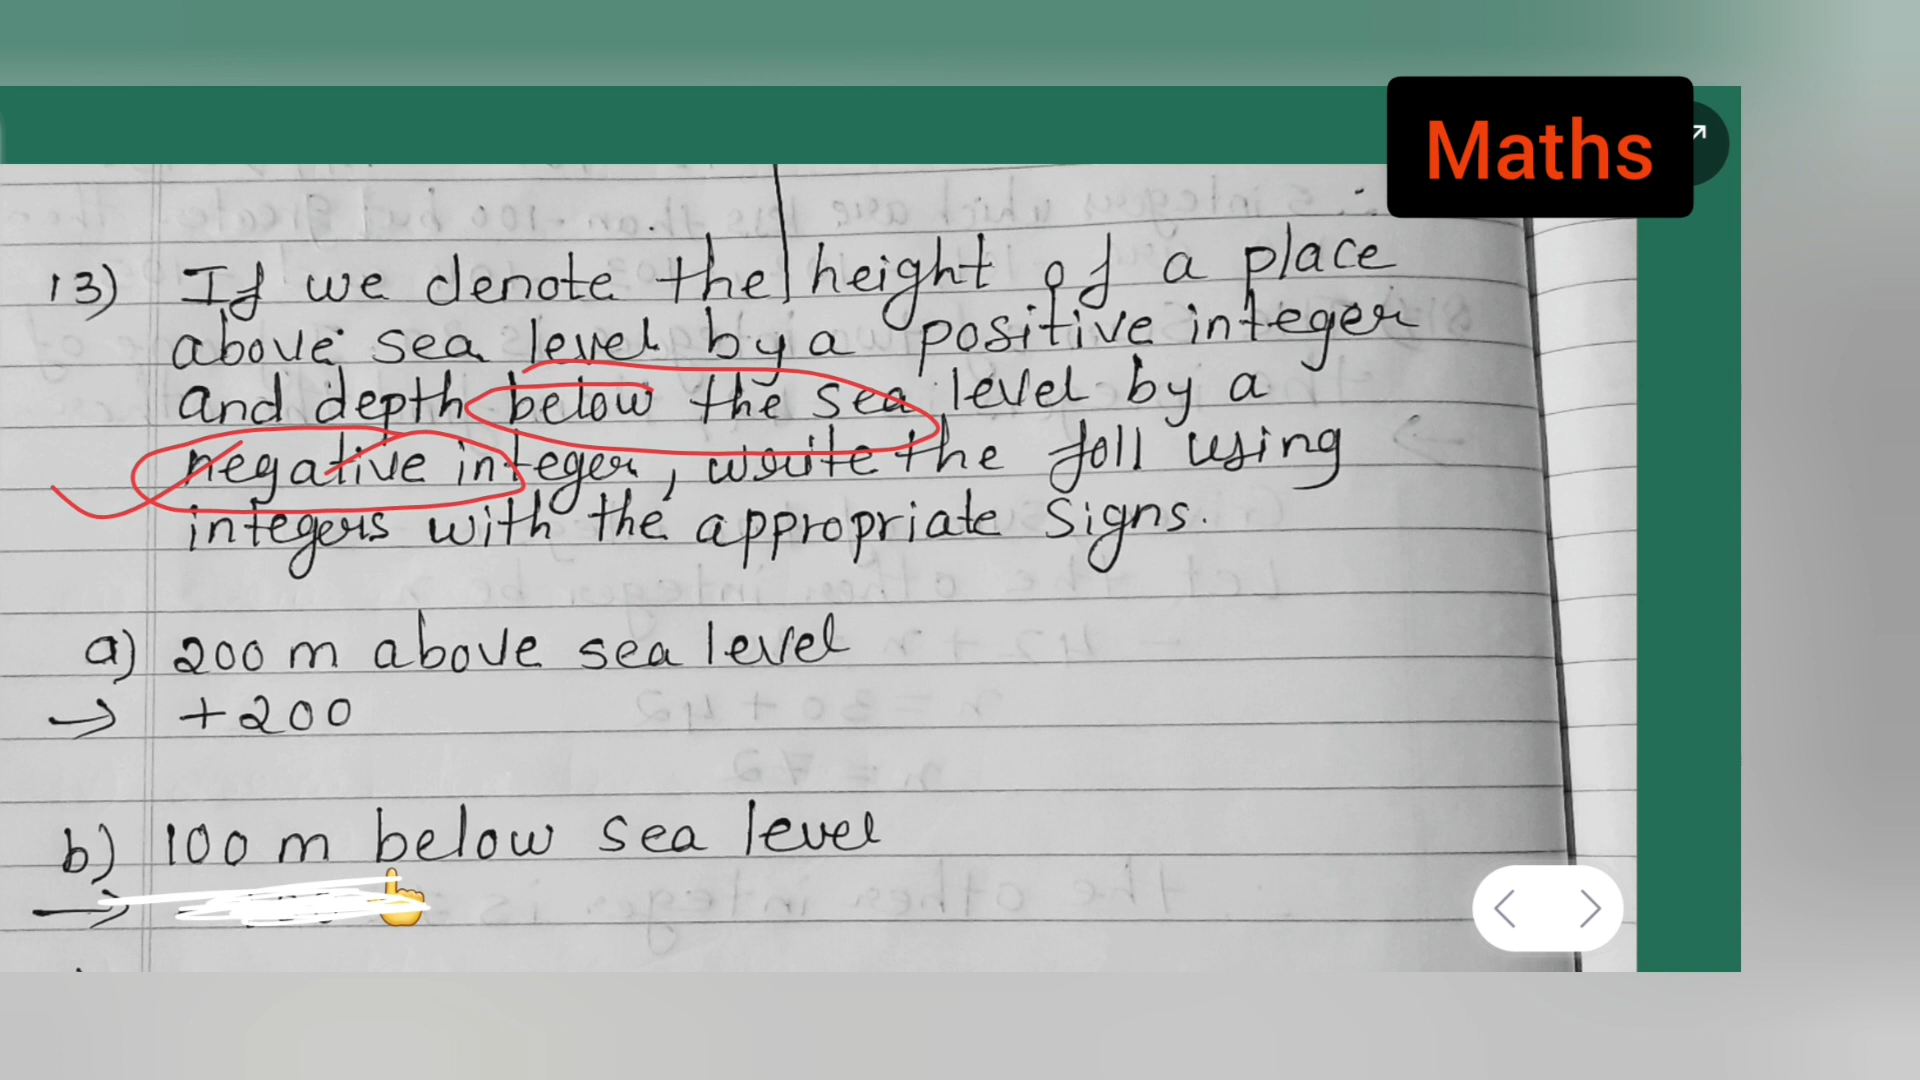 Maths
13) If we denote the height of a place
above sea level by a positive integer
and depth below the sea level by a
negative integer, write the foll using
integers with the appropriate signs.
a) 200 m above sea level
→ +200
b) 100 m below sea level
→